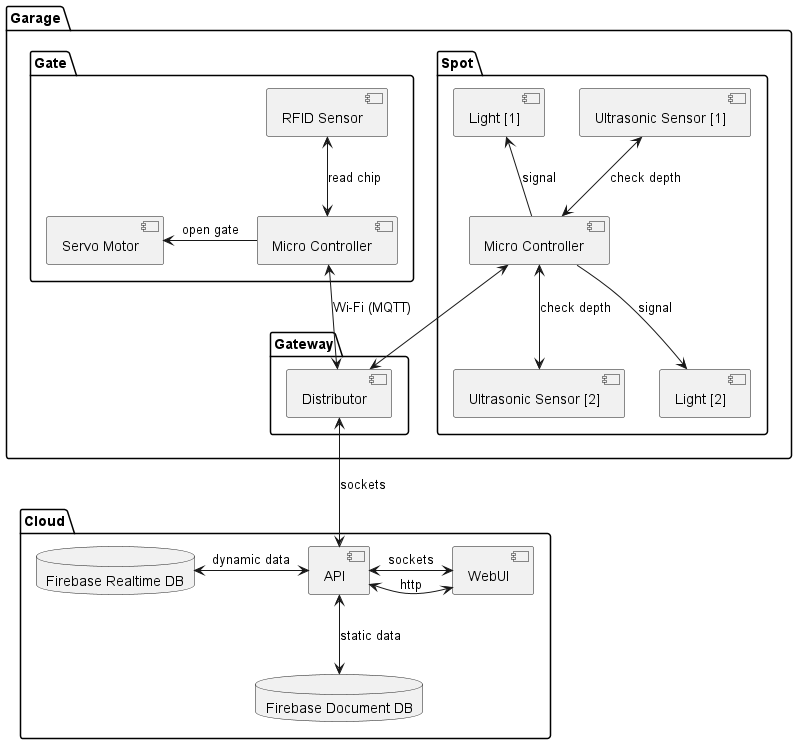 Garage
Gate
Spot
RFID Sensor
Light [1]
Ultrasonic Sensor [1]
read chip
signal
check depth
Servo Motor
open gate
Micro Controller
Micro Controller
Wi-Fi (MQTT)
check depth
signal
Gateway
Distributor
Ultrasonic Sensor [2]
Light [2]
sockets
Cloud
Firebase Realtime DB
dynamic data
API
sockets
http
WebUI
static data
Firebase Document DB